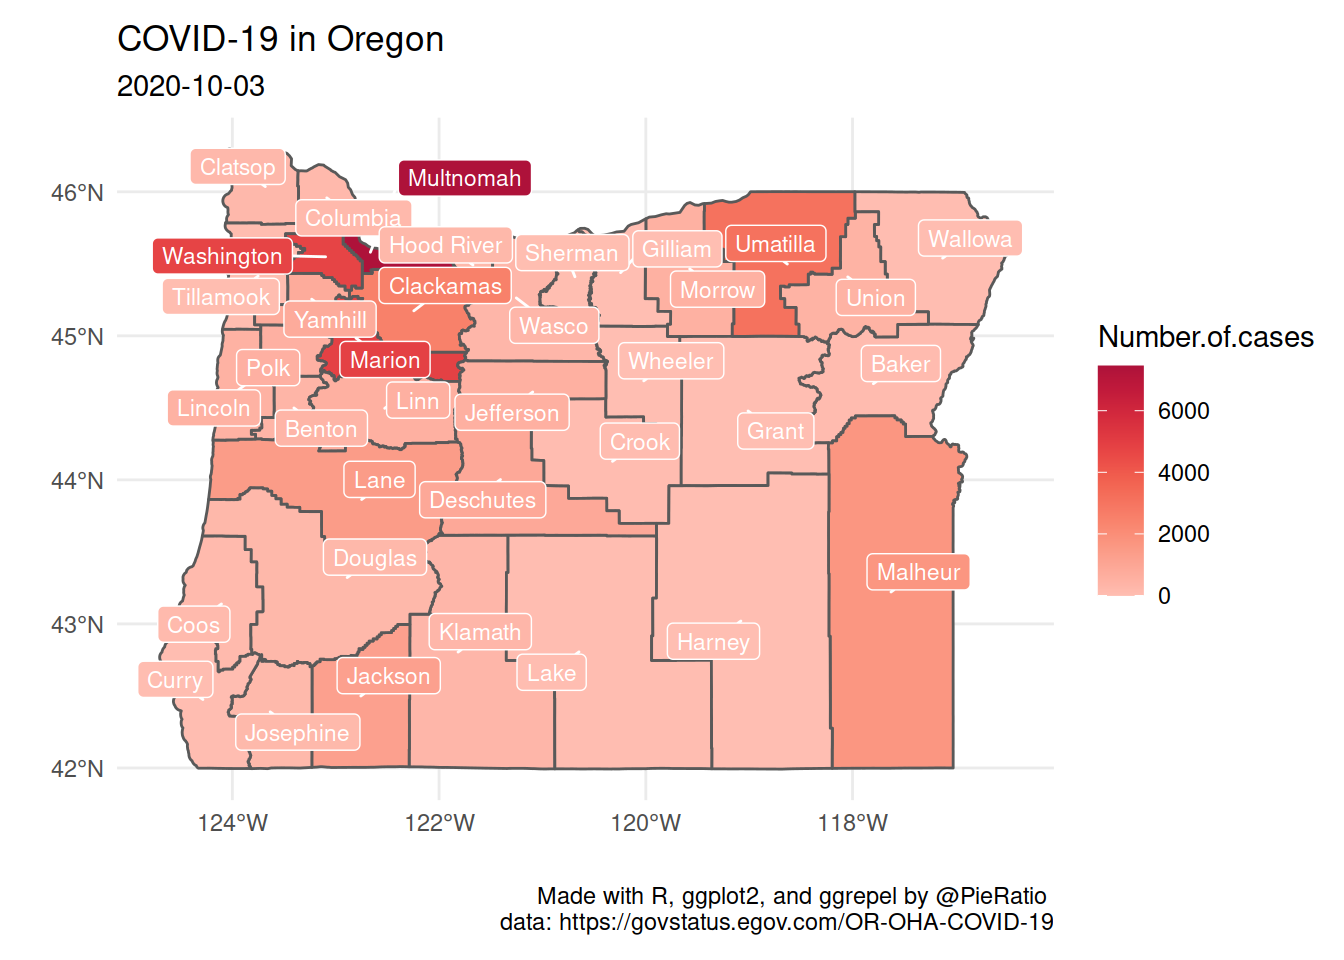 COVID-19 in Oregon
2020-10-03
Clatsop
Multnomah
Columbia
Washington
Hood River
Sherman
Gilliam
Umatilla
Wallowa
Tillamook
Clackamas
Morrow
Union
Yamhill
Wasco
Polk
Marion
Wheeler
Baker
Lincoln
Linn
Jefferson
Benton
Crook
Grant
Lane
Deschutes
Douglas
Malheur
Coos
Klamath
Harney
Curry
Jackson
Lake
Josephine
46°N
45°N
44°N
43°N
42°N
124°W 122°W 120°W 118°W
Number.of.cases
6000
4000
2000
0
Made with R, ggplot2, and ggrepel by @PieRatio
data: https://govstatus.egov.com/OR-OHA-COVID-19